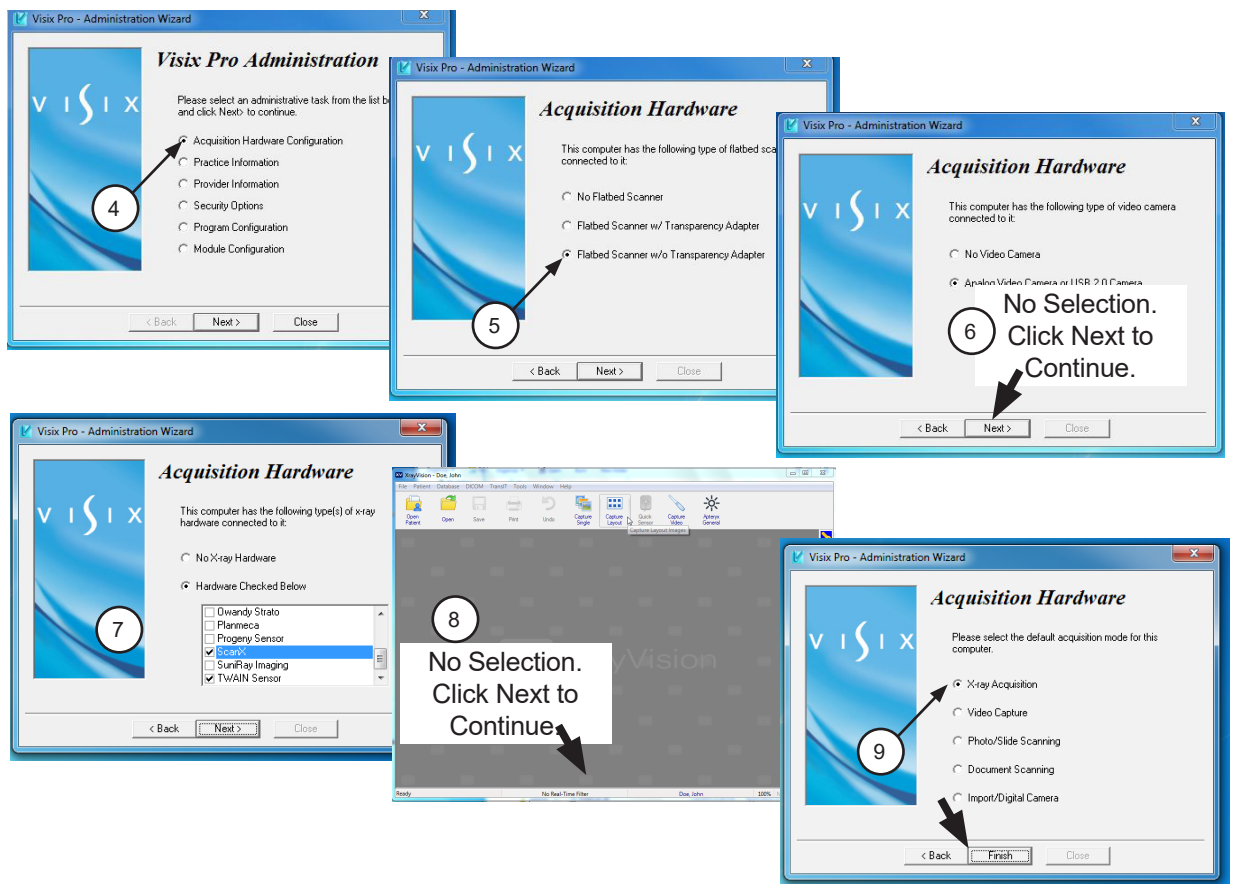 Visix Pro - Administration Wizard
X
VISIX
Visix Pro Administration
Please select an administrative task from the list b
and click Next> to continue.
Acquisition Hardware Configuration
Practice Information
Provider Information
Security Options
Program Configuration
Module Configuration
4
< Back
Next >
Close
Visix Pro - Administration Wizard
X
VISIX
Acquisition Hardware
This computer has the following type of flatbed sca
connected to it:
No Flatbed Scanner
Flatbed Scanner w/ Transparency Adapter
Flatbed Scanner w/o Transparency Adapter
5
< Back
Next >
Close
Visix Pro - Administration Wizard
X
VISIX
Acquisition Hardware
This computer has the following type of video camera
connected to it:
No Video Camera
Analog Video Camera or USB 2.0 Camera
6
No Selection.
Click Next to
Continue.
< Back
Next >
Close
Visix Pro - Administration Wizard
X
VISIX
Acquisition Hardware
This computer has the following type(s) of x-ray
hardware connected to it:
No X-ray Hardware
Hardware Checked Below
Owandy Strato
Planmeca
Progeny Sensor
ScanX
SuniRay Imaging
TWAIN Sensor
7
< Back
Next >
Close
XrayVision - Doe, John
File Patient Database DICOM TransIT Tools Window Help
Open Patient
Open
Save
Print
Undo
Capture Single
Capture Layout
Quick Sensor
Capture Video
Apteryx General
Capture Layout Images
8
No Selection.
Click Next to
Continue.
yVision
Ready
No Real-Time Filter
Doe, John
100%
Visix Pro - Administration Wizard
X
VISIX
Acquisition Hardware
Please select the default acquisition mode for this
computer.
X-ray Acquisition
Video Capture
Photo/Slide Scanning
Document Scanning
Import/Digital Camera
9
< Back
Finish
Close